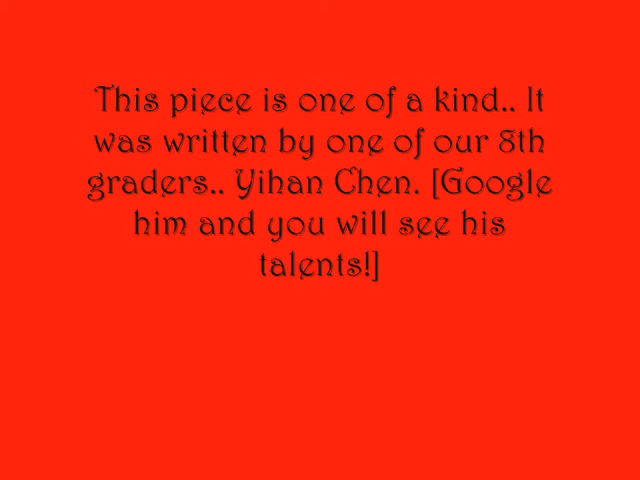 This piece is one of a kind.. It
was written by one of our 8th
graders.. Yihan Chen. [Google
him and you will see his
talents!]